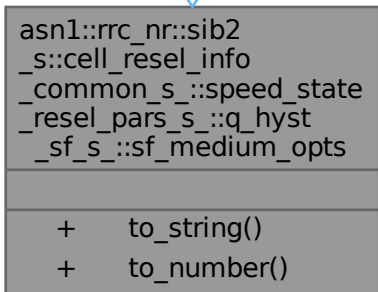 asn1::rrc_nr::sib2
_s::cell_resel_info
_common_s_::speed_state
_resel_pars_s_::q_hyst
_sf_s_::sf_medium_opts
+ to_string()
+ to_number()